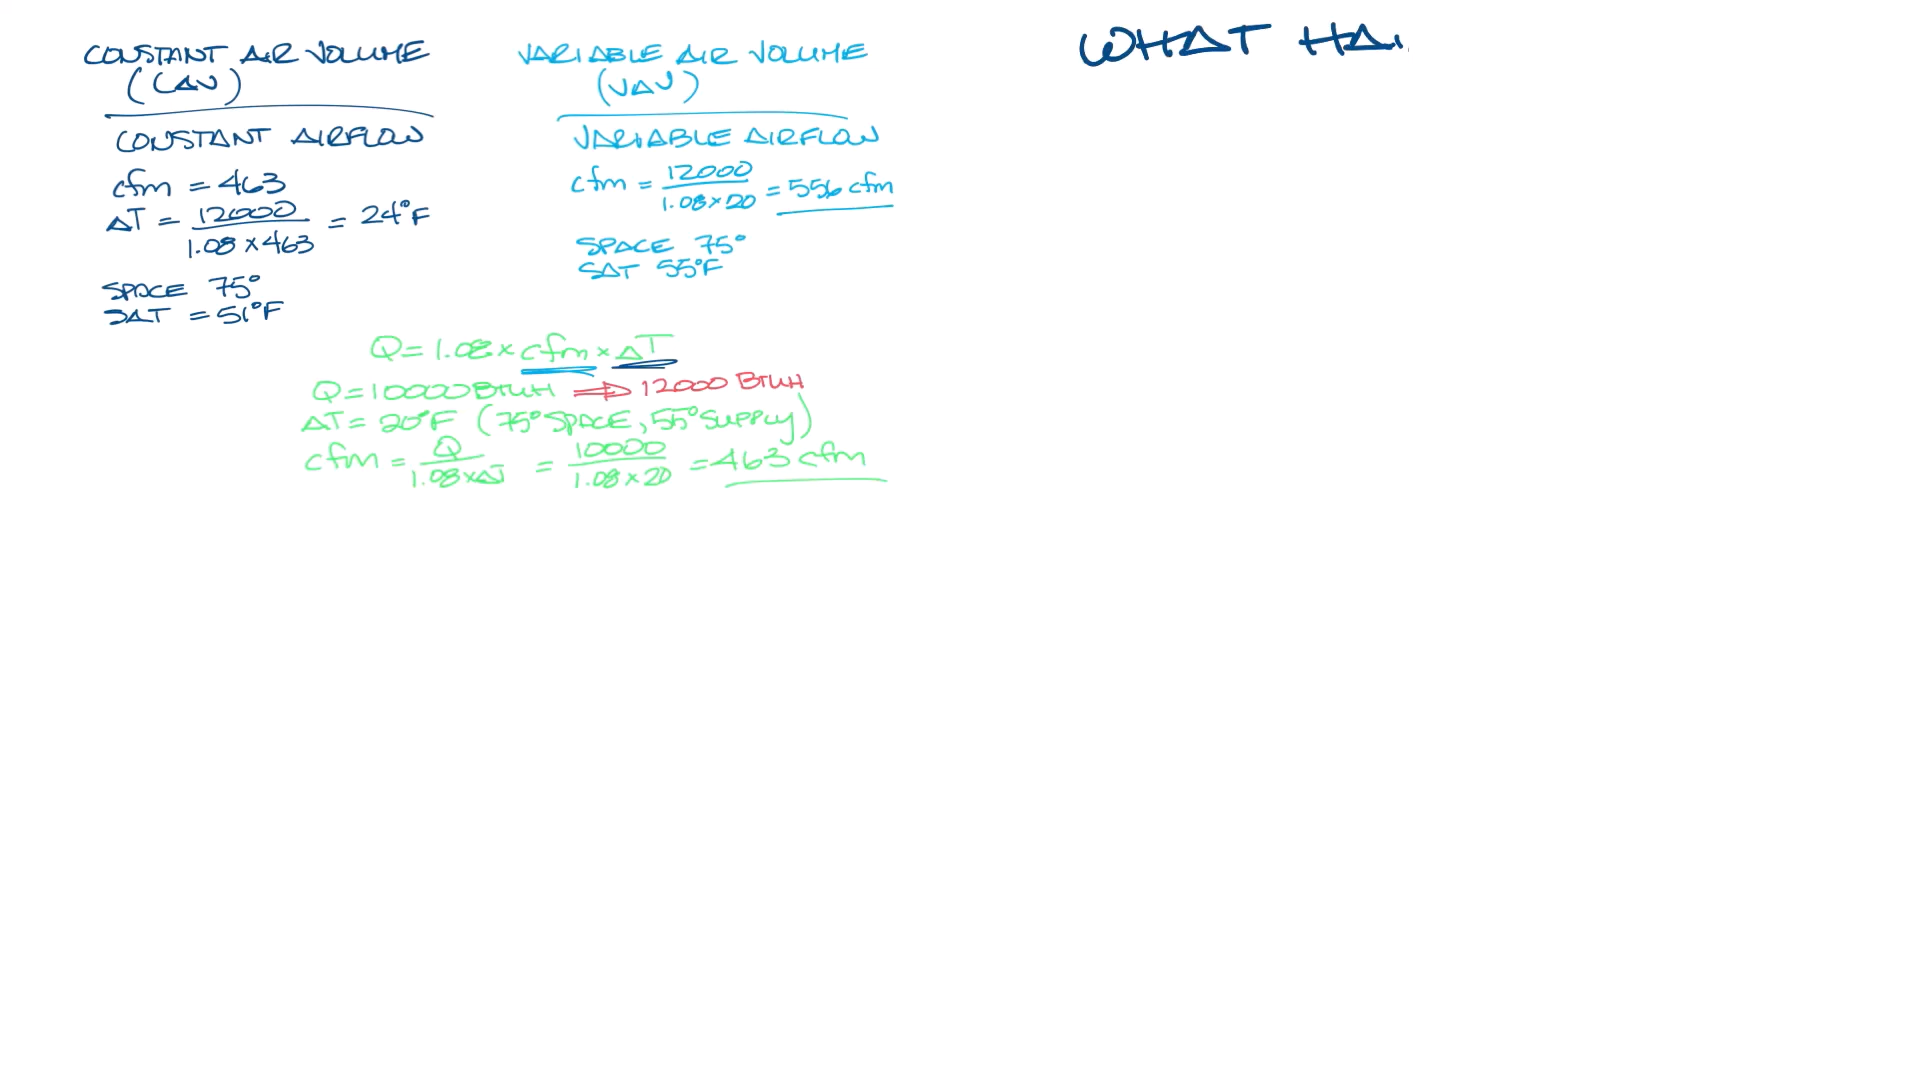 CONSTANT AIR VOLUME
(CAV)
CONSTANT AIRFLOW
cfm = 463
ΔT = 12000 / 1.08 × 463 = 24°F
SPACE 75°
SAT = 51°F
VARIABLE AIR VOLUME
(VAV)
VARIABLE AIRFLOW
cfm = 12000 / 1.08 × 20 = 556 cfm
SPACE 75°
SAT 55°F
Q = 1.08 × cfm × ΔT
Q = 10000 BTUH ⇒ 12000 BTUH
ΔT = 20°F (75° SPACE, 55° SUPPLY)
cfm = Q / 1.08 × ΔT = 10000 / 1.08 × 20 = 463 cfm
WHAT HA